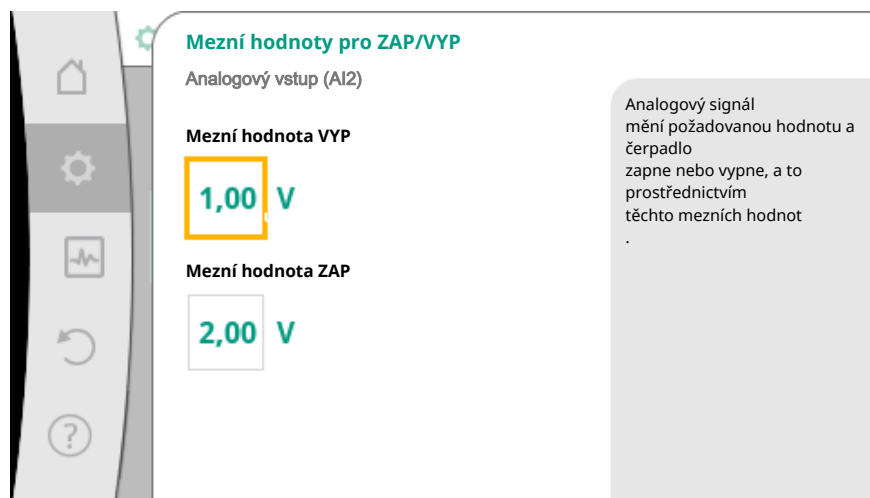 Mezní hodnoty pro ZAP/VYP
Analogový vstup (AI2)
Mezní hodnota VYP
1,00 V
Mezní hodnota ZAP
2,00 V
Analogový signál
mění požadovanou hodnotu a
čerpadlo
zapne nebo vypne, a to
prostřednictvím
těchto mezních hodnot
.
?